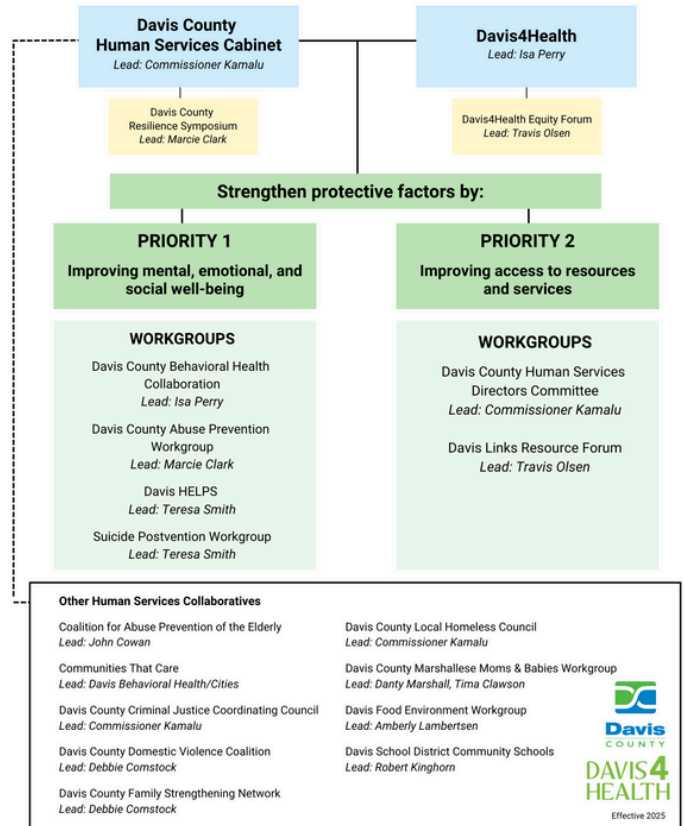 Davis County
Human Services Cabinet
Lead: Commissioner Kamalu
Davis4Health
Lead: Isa Perry
Davis County
Resilience Symposium
Lead: Marcie Clark
Davis4Health Equity Forum
Lead: Travis Olsen
Strengthen protective factors by:
PRIORITY 1
Improving mental, emotional, and
social well-being
PRIORITY 2
Improving access to resources
and services
WORKGROUPS
Davis County Behavioral Health
Collaboration
Lead: Isa Perry
Davis County Abuse Prevention
Workgroup
Lead: Marcie Clark
Davis HELPS
Lead: Teresa Smith
Suicide Postvention Workgroup
Lead: Teresa Smith
WORKGROUPS
Davis County Human Services
Directors Committee
Lead: Commissioner Kamalu
Davis Links Resource Forum
Lead: Travis Olsen
Other Human Services Collaboratives
Coalition for Abuse Prevention of the Elderly
Lead: John Cowan
Communities That Care
Lead: Davis Behavioral Health/Cities
Davis County Criminal Justice Coordinating Council
Lead: Commissioner Kamalu
Davis County Domestic Violence Coalition
Lead: Debbie Comstock
Davis County Family Strengthening Network
Lead: Debbie Comstock
Davis County Local Homeless Council
Lead: Commissioner Kamalu
Davis County Marshallese Moms & Babies Workgroup
Lead: Danty Marshall, Tima Clawson
Davis Food Environment Workgroup
Lead: Amberly Lambertsen
Davis School District Community Schools
Lead: Robert Kinghorn
Davis
COUNTY
DAVIS4
HEALTH
Effective 2025